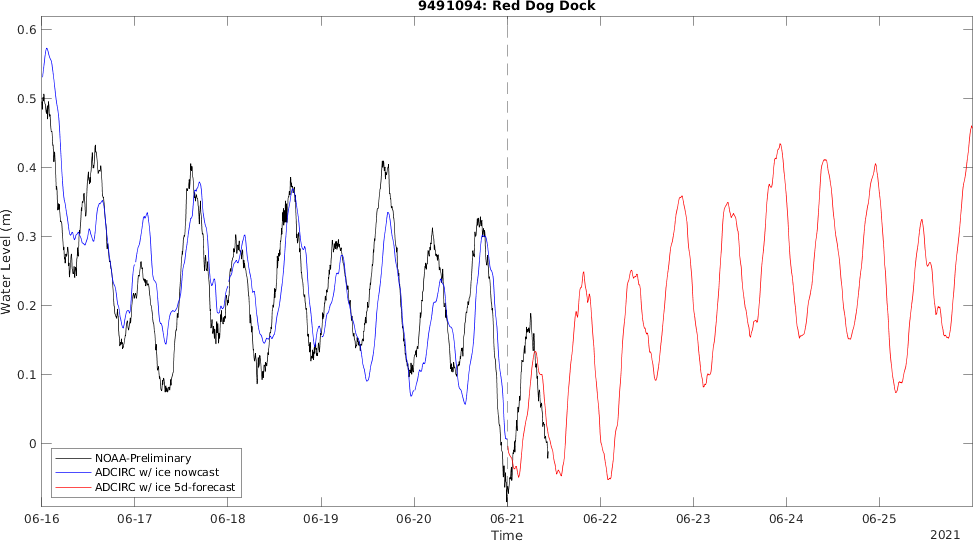 9491094: Red Dog Dock
0.6
0.5
0.4
0.3
0.2
0.1
0
Water Level (m)
NOAA-Preliminary
ADCIRC w/ ice nowcast
ADCIRC w/ ice 5d-forecast
06-16 06-17 06-18 06-19 06-20 06-21 06-22 06-23 06-24 06-25
Time
2021